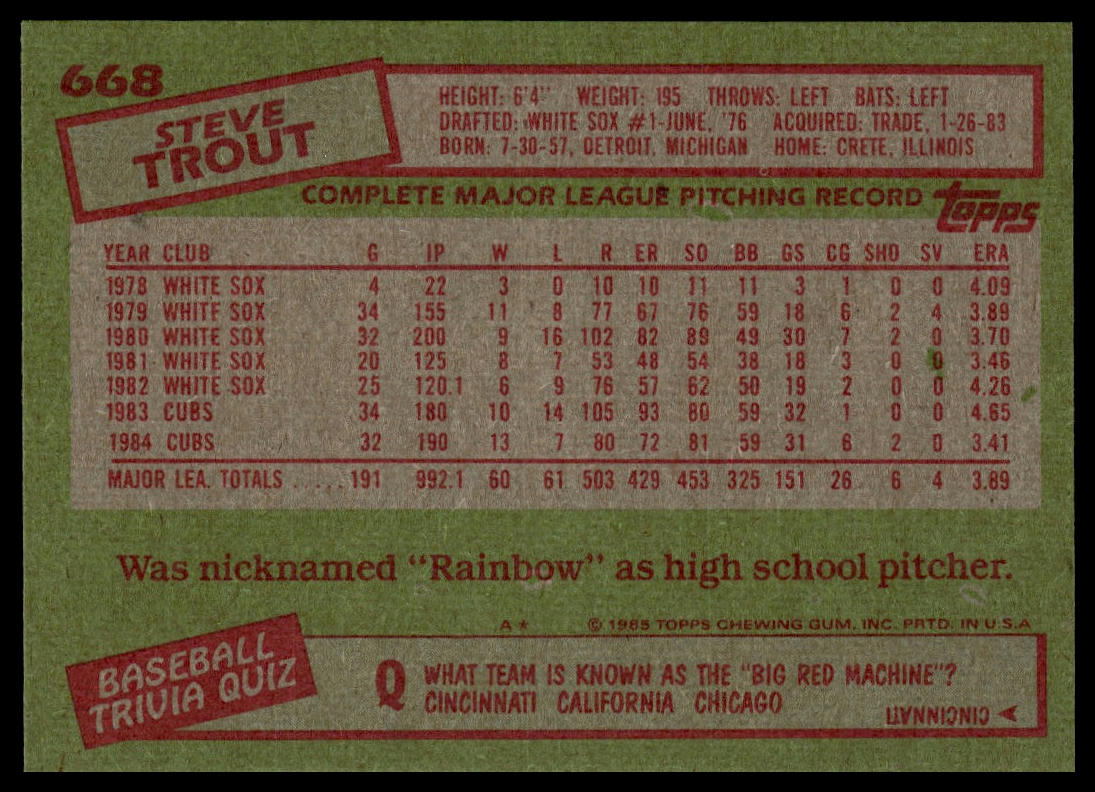 668
STEVE
TROUT
HEIGHT: 6'4" WEIGHT: 195 THROWS: LEFT BATS: LEFT
DRAFTED: WHITE SOX #1-JUNE, '76 ACQUIRED: TRADE, 1-26-83
BORN: 7-30-57, DETROIT, MICHIGAN HOME: CRETE, ILLINOIS
COMPLETE MAJOR LEAGUE PITCHING RECORD topps
YEAR CLUB G IP W L R ER SO BB GS CG SHO SV ERA
1978 WHITE SOX 4 22 3 0 10 10 11 11 3 1 0 0 4.09
1979 WHITE SOX 34 155 11 8 77 67 76 59 18 6 2 4 3.89
1980 WHITE SOX 32 200 9 16 102 82 89 49 30 7 2 0 3.70
1981 WHITE SOX 20 125 8 7 53 48 54 38 18 3 0 0 3.46
1982 WHITE SOX 25 120.1 6 9 76 57 62 50 19 2 0 0 4.26
1983 CUBS 34 180 10 14 105 93 80 59 32 1 0 0 4.65
1984 CUBS 32 190 13 7 80 72 81 59 31 6 2 0 3.41
MAJOR LEA. TOTALS .....191 992.1 60 61 503 429 453 325 151 26 6 4 3.89
Was nicknamed "Rainbow" as high school pitcher.
A* © 1985 TOPPS CHEWING GUM, INC. PRTD. IN U.S.A
BASEBALL
TRIVIA QUIZ
Q WHAT TEAM IS KNOWN AS THE "BIG RED MACHINE"?
CINCINNATI CALIFORNIA CHICAGO
CINCINNATI